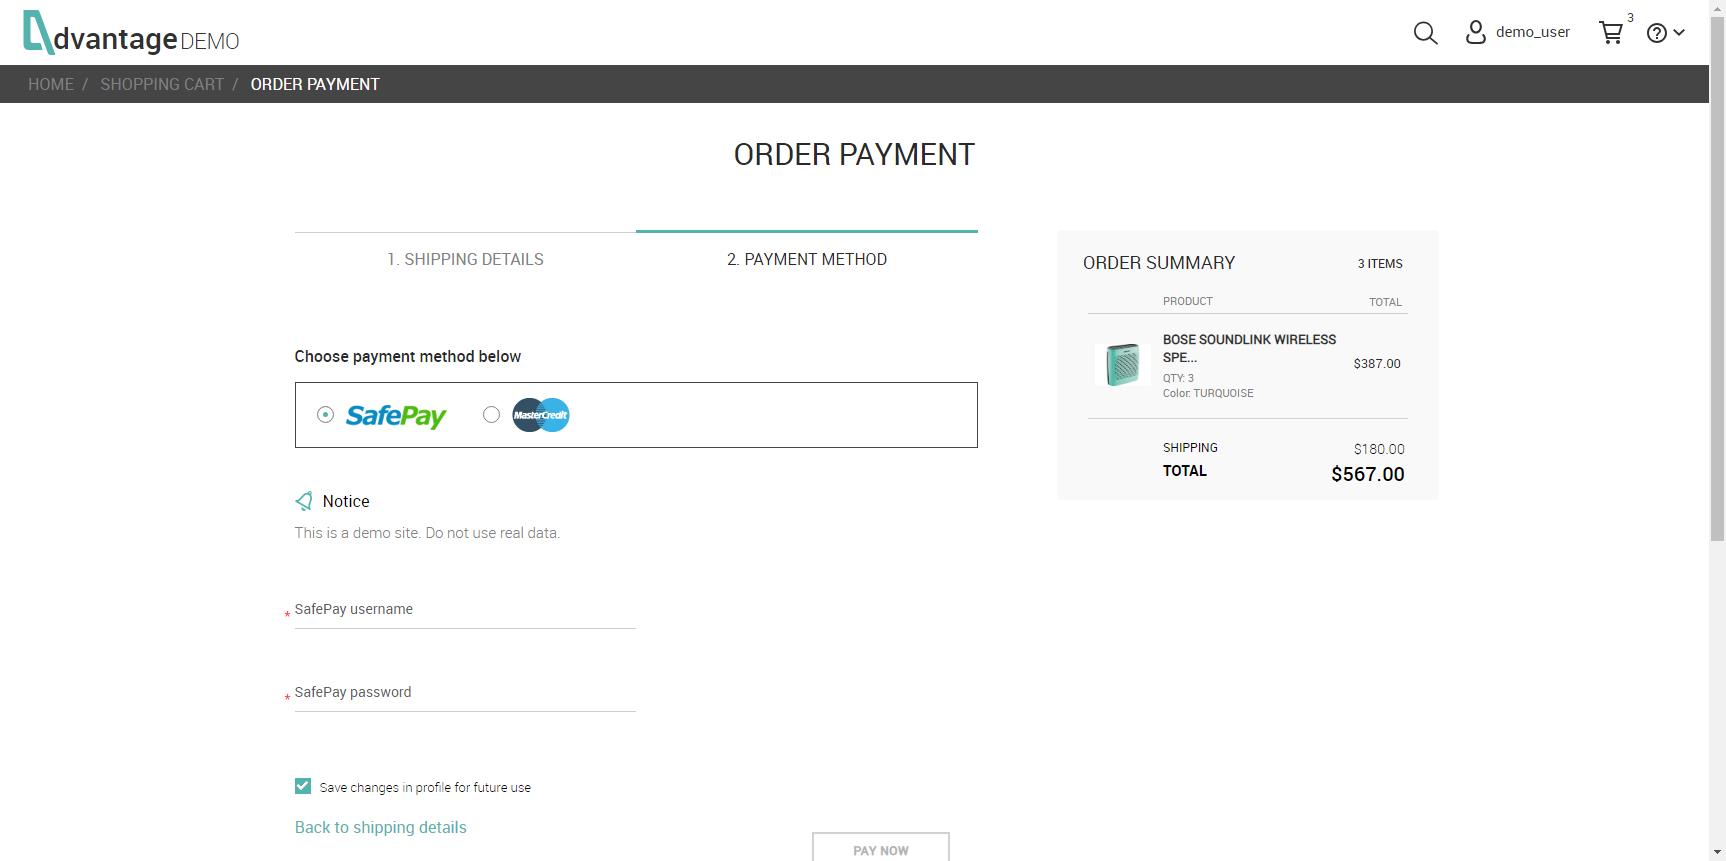 dvantage DEMO
demo_user
3
HOME / SHOPPING CART / ORDER PAYMENT
ORDER PAYMENT
1. SHIPPING DETAILS
2. PAYMENT METHOD
Choose payment method below
SafePay
MasterCredit
Notice
This is a demo site. Do not use real data.
* SafePay username
* SafePay password
Save changes in profile for future use
Back to shipping details
PAY NOW
ORDER SUMMARY
3 ITEMS
PRODUCT
TOTAL
BOSE SOUNDLINK WIRELESS
SPE...
$387.00
QTY: 3
Color: TURQUOISE
SHIPPING
$180.00
TOTAL
$567.00